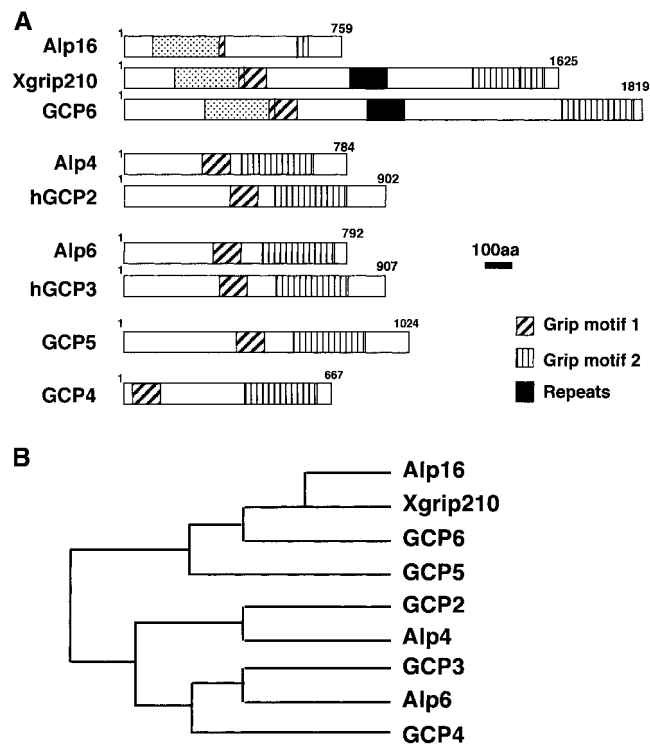 A
Alp16 1 759
Xgrip210 1 1625
GCP6 1 1819
Alp4 1 784
hGCP2 1 902
Alp6 1 792
hGCP3 1 907
100aa
GCP5 1 1024
GCP4 1 667
Grip motif 1
Grip motif 2
Repeats
B
Alp16
Xgrip210
GCP6
GCP5
GCP2
Alp4
GCP3
Alp6
GCP4